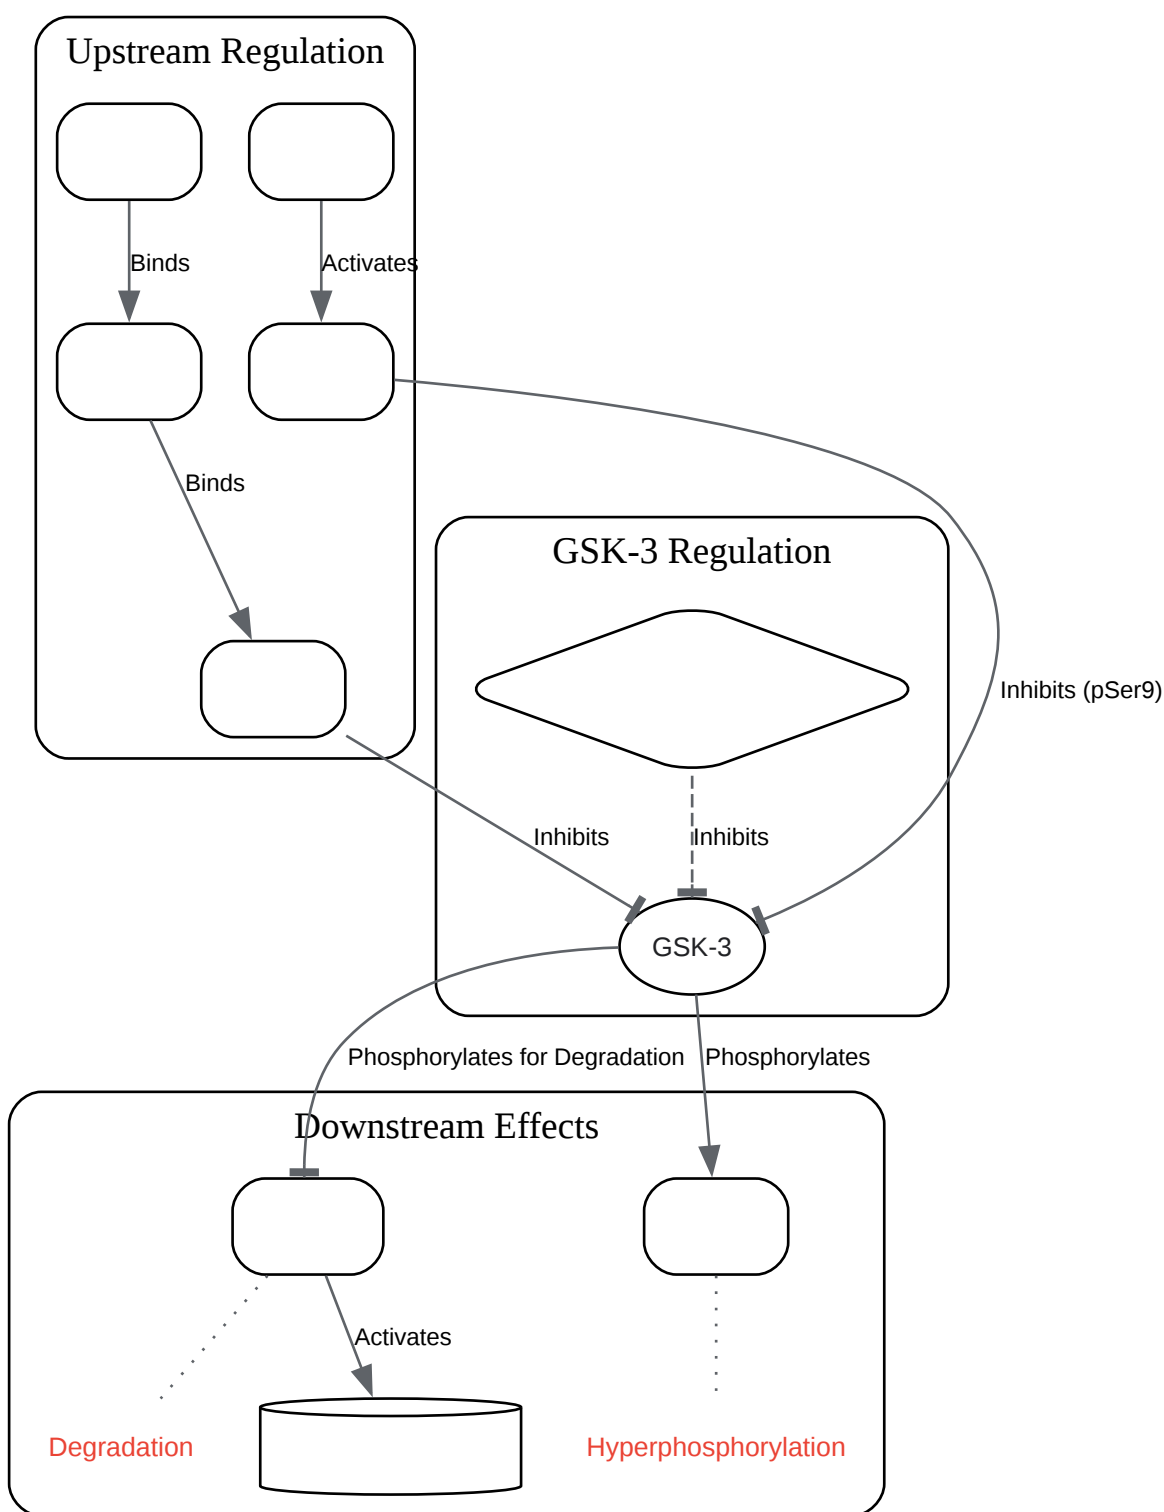 Upstream Regulation
Binds
Activates
Binds
GSK-3 Regulation
Inhibits (pSer9)
Inhibits
Inhibits
GSK-3
Phosphorylates for Degradation
Phosphorylates
Downstream Effects
Activates
Degradation
Hyperphosphorylation